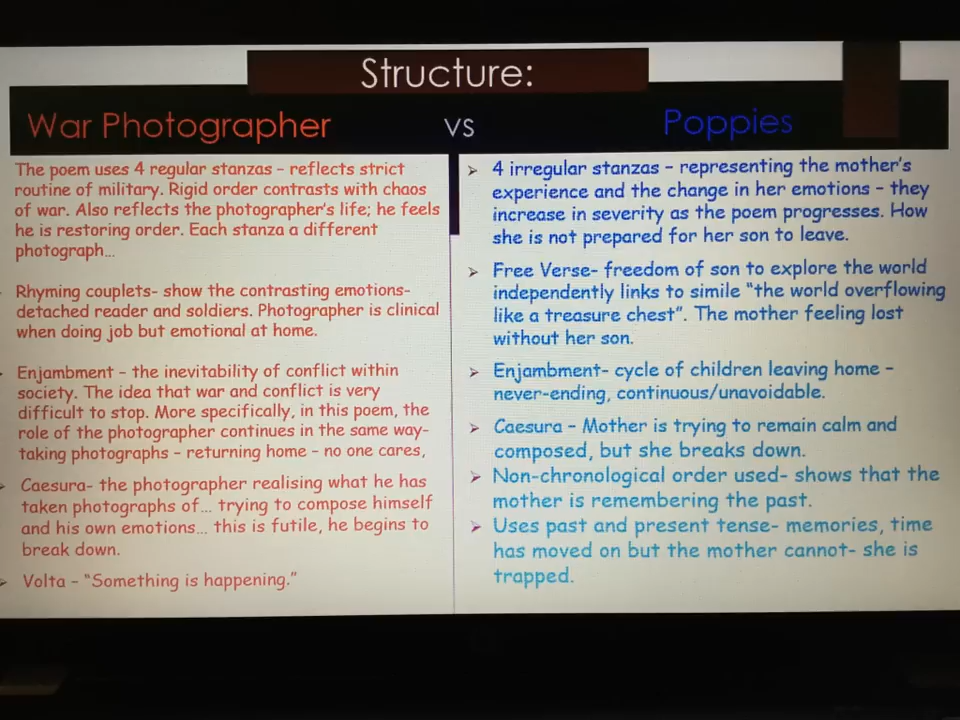 Structure:
War Photographer
vs
Poppies
The poem uses 4 regular stanzas – reflects strict
routine of military. Rigid order contrasts with chaos
of war. Also reflects the photographer's life; he feels
he is restoring order. Each stanza a different
photograph...
Rhyming couplets- show the contrasting emotions-
detached reader and soldiers. Photographer is clinical
when doing job but emotional at home.
Enjambment – the inevitability of conflict within
society. The idea that war and conflict is very
difficult to stop. More specifically, in this poem, the
role of the photographer continues in the same way-
taking photographs – returning home – no one cares,
Caesura- the photographer realising what he has
taken photographs of... trying to compose himself
and his own emotions... this is futile, he begins to
break down.
Volta – "Something is happening."
4 irregular stanzas – representing the mother's
experience and the change in her emotions – they
increase in severity as the poem progresses. How
she is not prepared for her son to leave.
Free Verse- freedom of son to explore the world
independently links to simile "the world overflowing
like a treasure chest". The mother feeling lost
without her son.
Enjambment- cycle of children leaving home –
never-ending, continuous/unavoidable.
Caesura – Mother is trying to remain calm and
composed, but she breaks down.
Non-chronological order used- shows that the
mother is remembering the past.
Uses past and present tense- memories, time
has moved on but the mother cannot- she is
trapped.